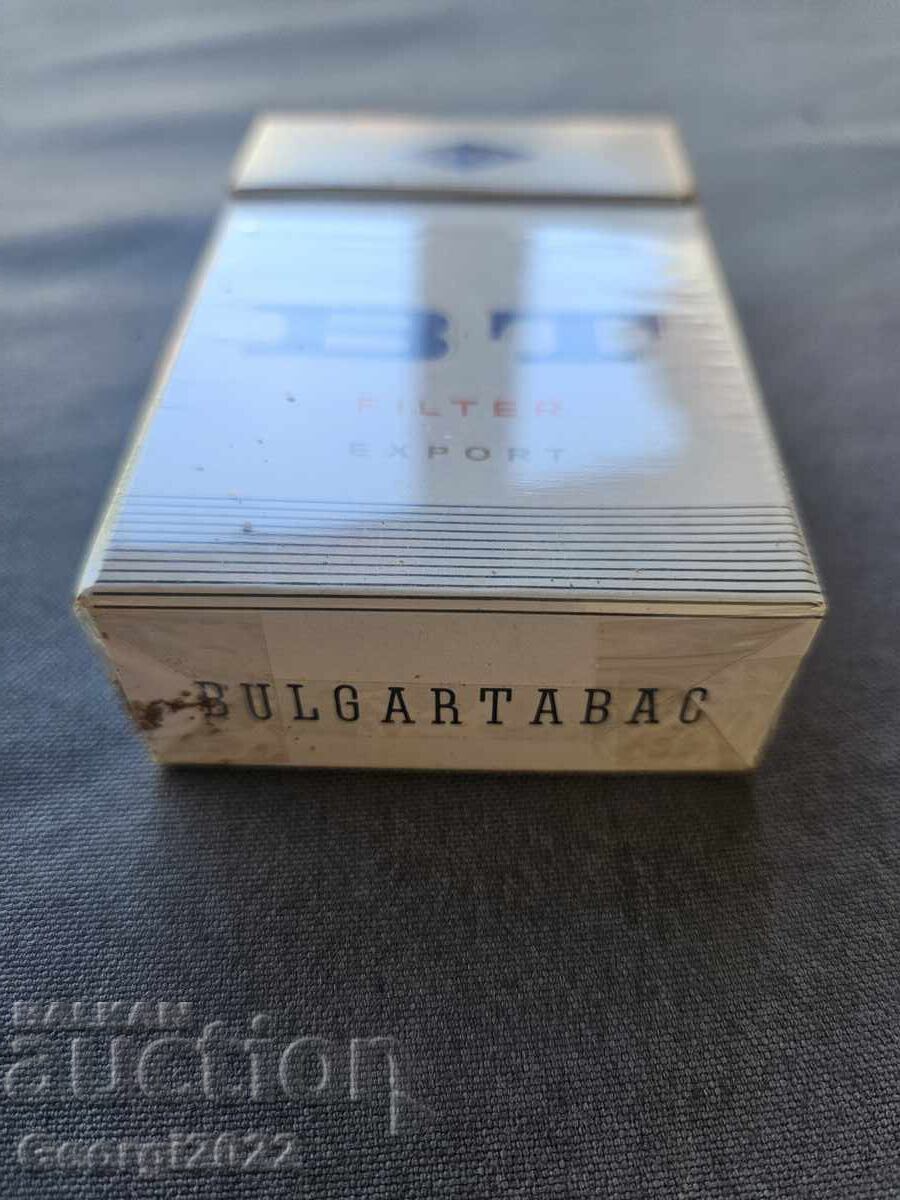 BT
FILTER
EXPORT
BULGARTABAC
BALKAN
auction
Georgi2022